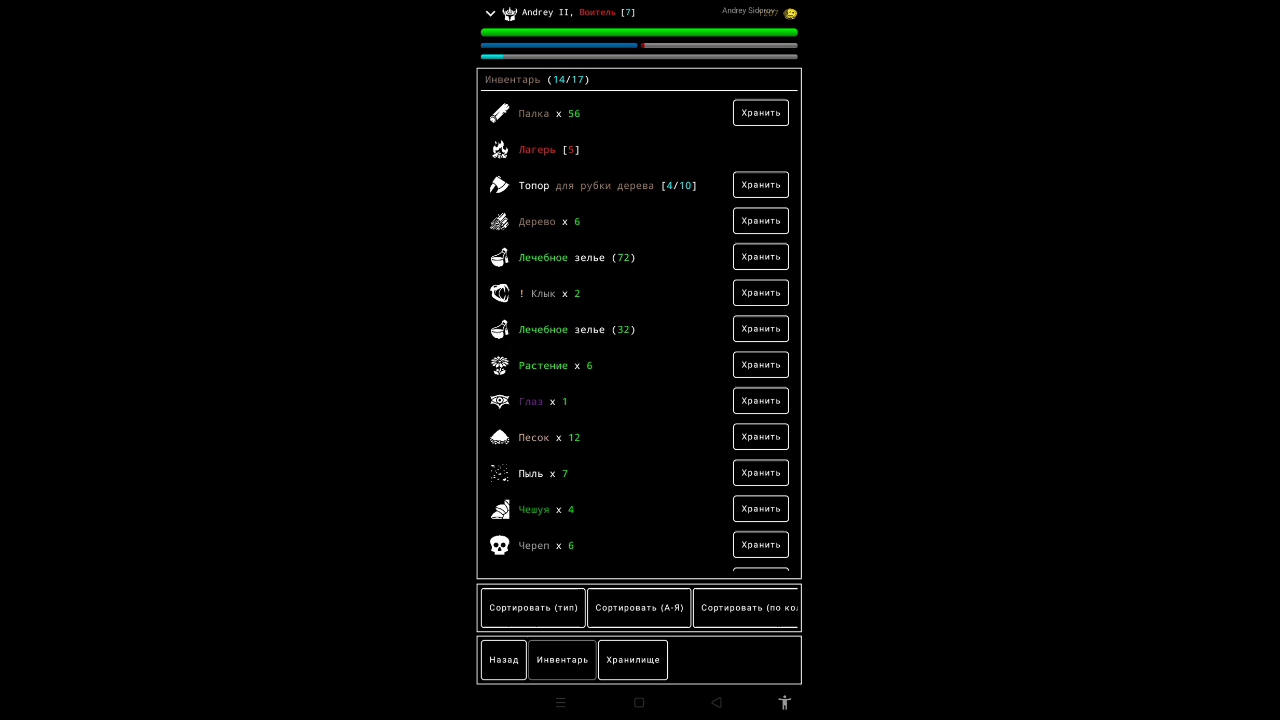 Andrey II, Воитель [7]
Andrey Sidorov
Инвентарь (14/17)
Палка x 56
Хранить
Лагерь [5]
Топор для рубки дерева [4/10]
Хранить
Дерево x 6
Хранить
Лечебное зелье (72)
Хранить
! Клык x 2
Хранить
Лечебное зелье (32)
Хранить
Растение x 6
Хранить
Глаз x 1
Хранить
Песок x 12
Хранить
Пыль x 7
Хранить
Чешуя x 4
Хранить
Череп x 6
Хранить
Сортировать (тип)
Сортировать (А-Я)
Сортировать (по кол
Назад
Инвентарь
Хранилище